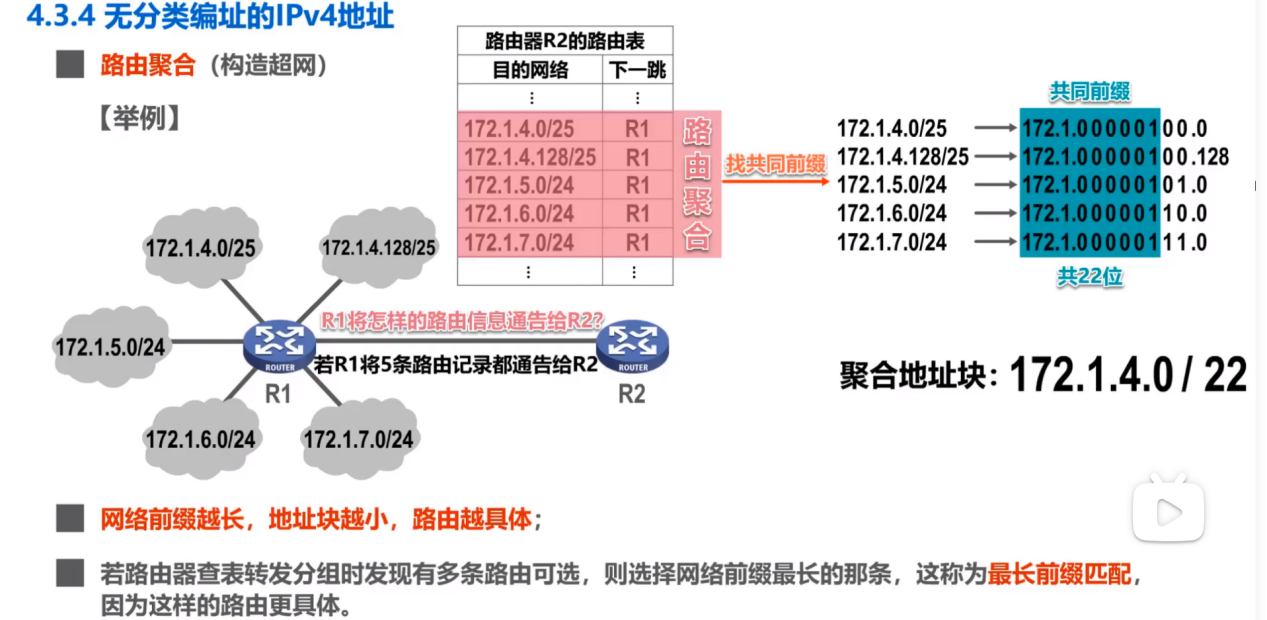 4.3.4 无分类编址的IPv4地址
路由聚合（构造超网）
【举例】
路由器R2的路由表
目的网络 下一跳
⋮ ⋮
172.1.4.0/25 R1
172.1.4.128/25 R1
172.1.5.0/24 R1
172.1.6.0/24 R1
172.1.7.0/24 R1
⋮ ⋮
路由聚合
找共同前缀
共同前缀
172.1.4.0/25 → 172.1.00000100.0
172.1.4.128/25 → 172.1.00000100.128
172.1.5.0/24 → 172.1.00000101.0
172.1.6.0/24 → 172.1.00000110.0
172.1.7.0/24 → 172.1.00000111.0
共22位
172.1.4.0/25
172.1.4.128/25
172.1.5.0/24
172.1.6.0/24
172.1.7.0/24
ROUTER
R1
R1将怎样的路由信息通告给R2?
若R1将5条路由记录都通告给R2
ROUTER
R2
聚合地址块：172.1.4.0 / 22
网络前缀越长，地址块越小，路由越具体；
若路由器查表转发分组时发现有多条路由可选，则选择网络前缀最长的那条，这称为最长前缀匹配，
因为这样的路由更具体。